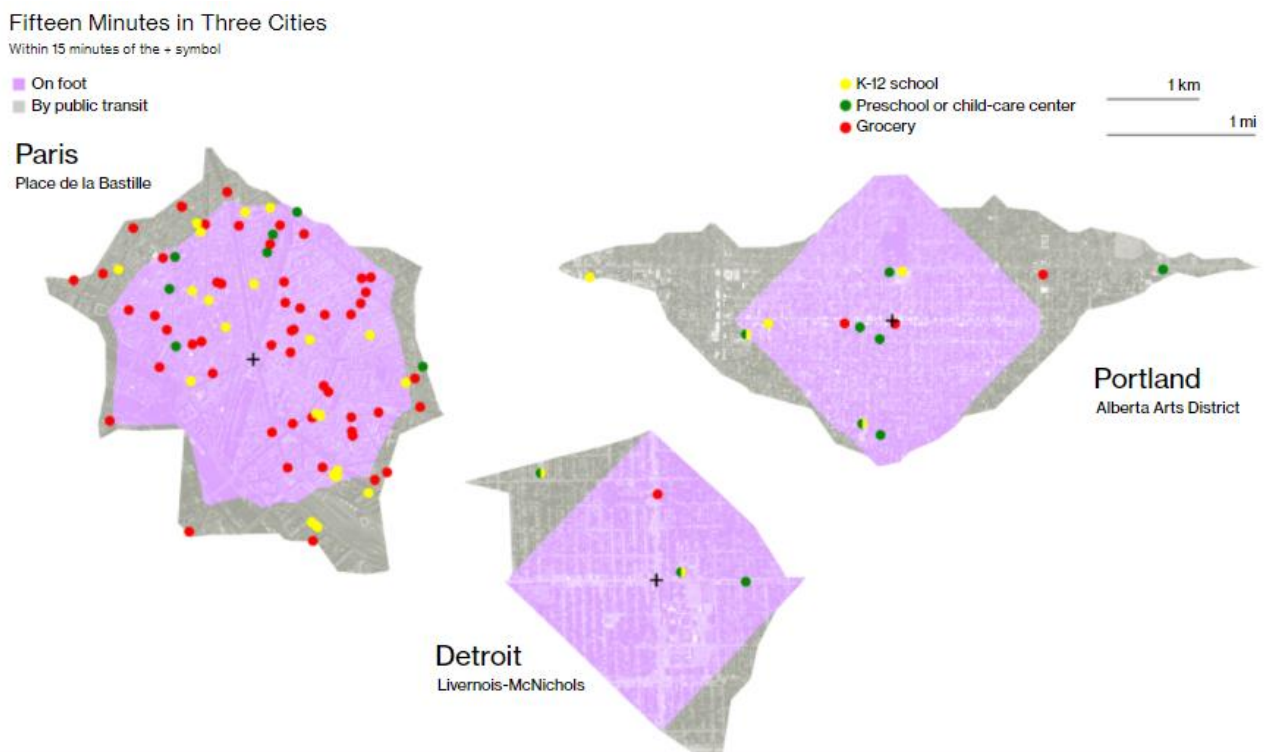 Fifteen Minutes in Three Cities
Within 15 minutes of the + symbol
On foot
By public transit
K-12 school
Preschool or child-care center
Grocery
1 km
1 mi
Paris
Place de la Bastille
Portland
Alberta Arts District
Detroit
Livernois-McNichols